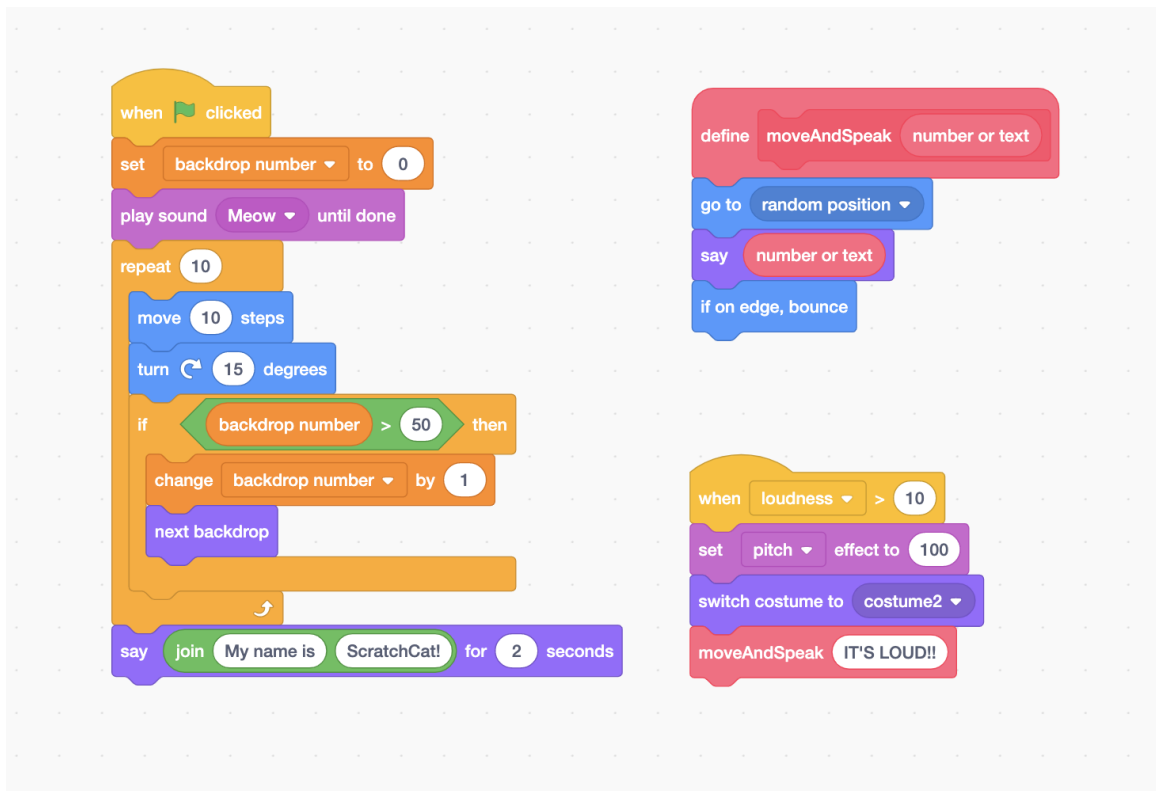 when clicked
set backdrop number to 0
play sound Meow until done
repeat 10
move 10 steps
turn 15 degrees
if backdrop number > 50 then
change backdrop number by 1
next backdrop
say join My name is ScratchCat! for 2 seconds
define moveAndSpeak number or text
go to random position
say number or text
if on edge, bounce
when loudness > 10
set pitch effect to 100
switch costume to costume2
moveAndSpeak IT'S LOUD!!